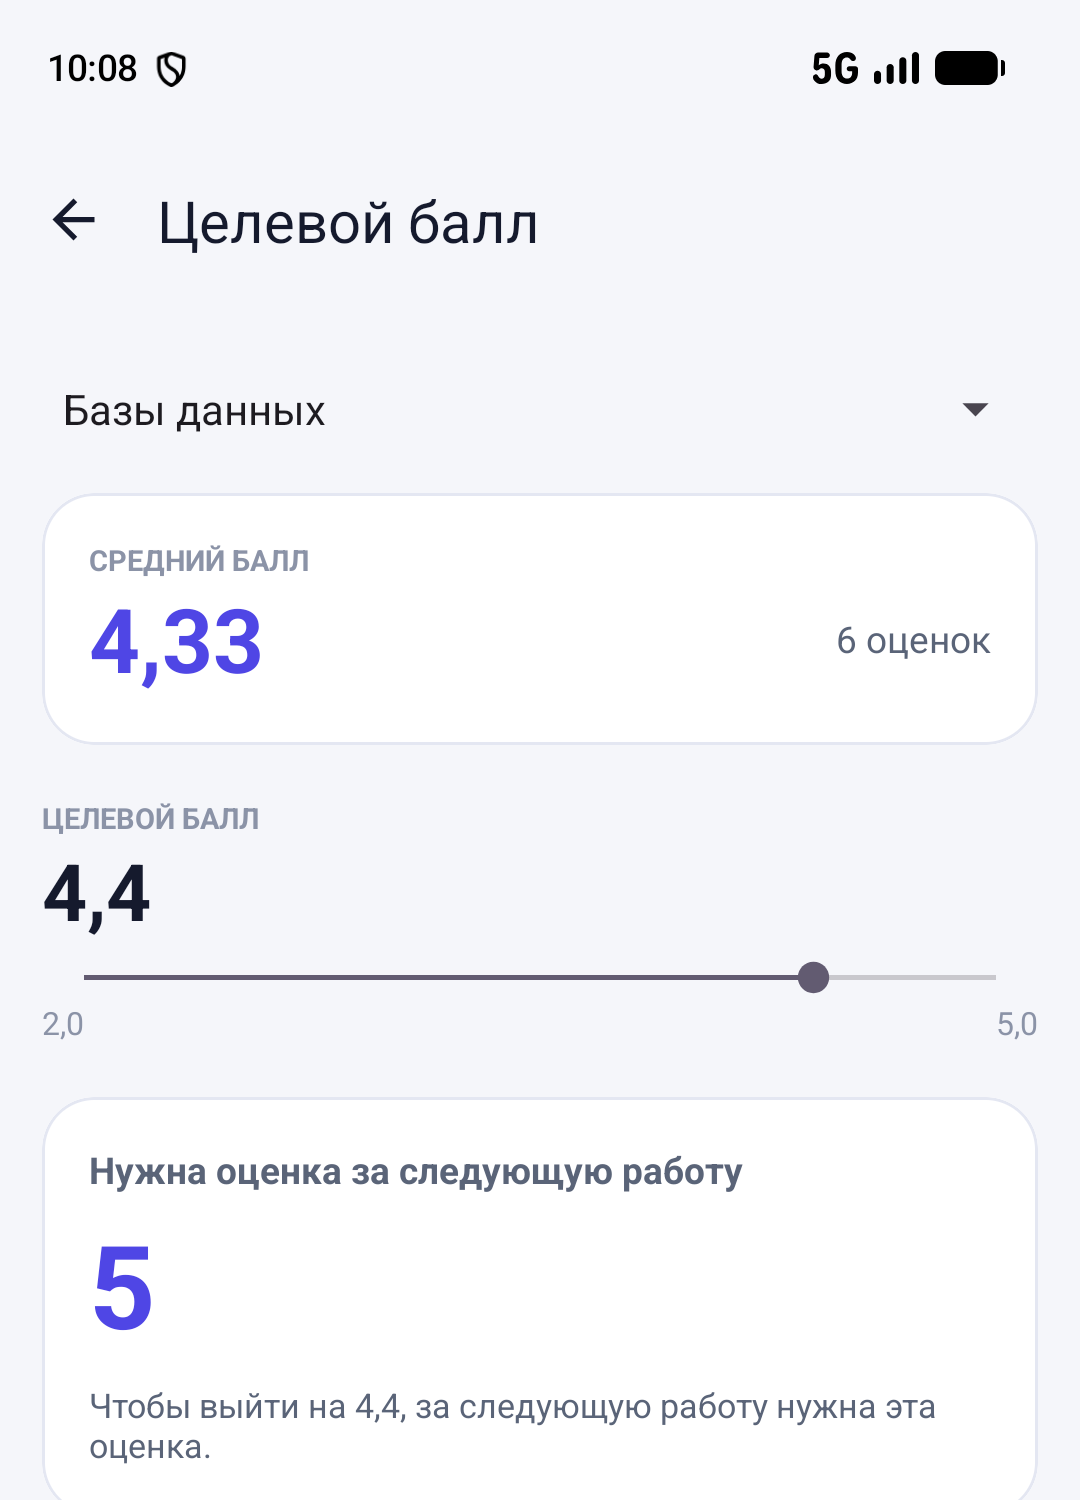 10:08
5G
Целевой балл
Базы данных
СРЕДНИЙ БАЛЛ
4,33
6 оценок
ЦЕЛЕВОЙ БАЛЛ
4,4
2,0
5,0
Нужна оценка за следующую работу
5
Чтобы выйти на 4,4, за следующую работу нужна эта
оценка.